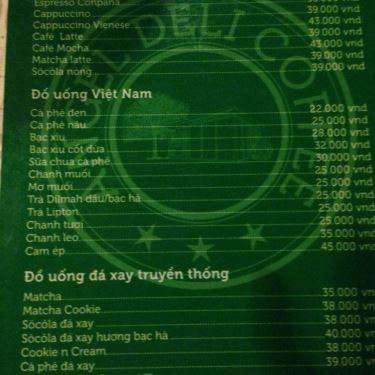 Espresso Conpana
Cappuccino 39.000 vnd
Cappuccino Vienese 43.000 vnd
Café Latte 39.000 vnd
Café Mocha 43.000 vnd
Matcha latte 39.000 vnd
Sôcôla nóng 39.000 vnd
Đồ uống Việt Nam
Cà phê đen 22.000 vnd
Cà phê nâu 25.000 vnd
Bạc xỉu 28.000 vnd
Bạc xỉu cốt dừa 32.000 vnd
Sữa chua cà phê 30.000 vnd
Chanh muối 25.000 vnd
Mơ muối 25.000 vnd
Trà Dilmah dâu/bạc hà 25.000 vnd
Trà Lipton 25.000 vnd
Chanh tươi 25.000 vnd
Chanh leo 35.000 vnd
Cam ép 45.000 vnd
Đồ uống đá xay truyền thống
Matcha 35.000 vnd
Matcha Cookie 38.000 vnd
Sôcôla đá xay 38.000 vnd
Sôcôla đá xay hương bạc hà 40.000 vnd
Cookie n Cream 38.000 vnd
Cà phê đá xay 39.000 vnd
DELI COFFEE